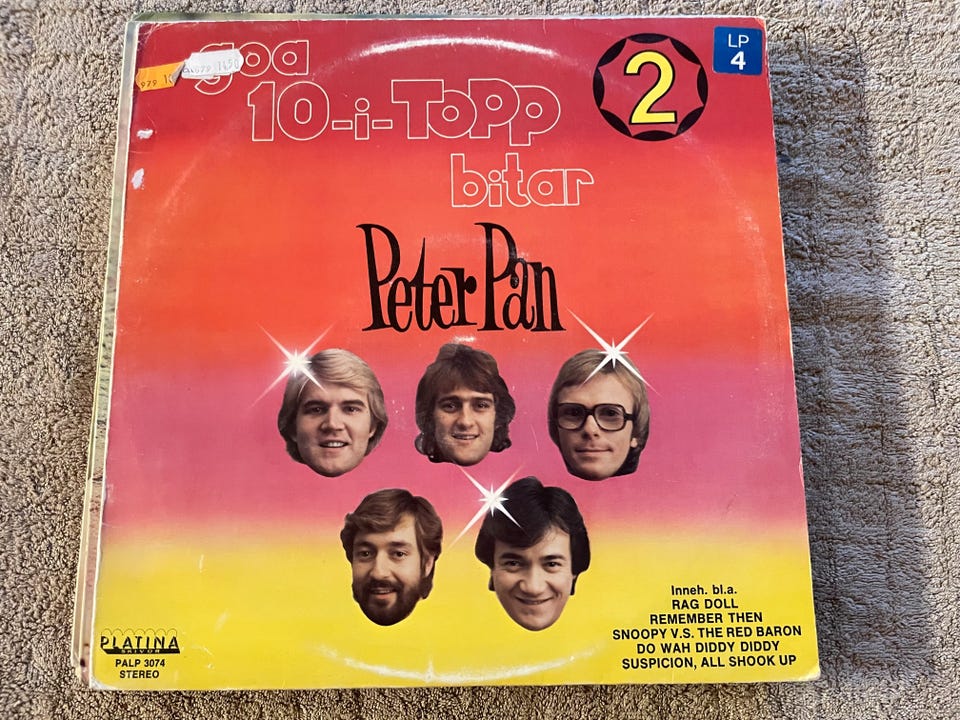 goa
10-i-Topp
bitar
2
LP
4
Peter Pan
PLATINA
SKIVOR
PALP 3074
STEREO
Inneh. bl.a.
RAG DOLL
REMEMBER THEN
SNOOPY V.S. THE RED BARON
DO WAH DIDDY DIDDY
SUSPICION, ALL SHOOK UP